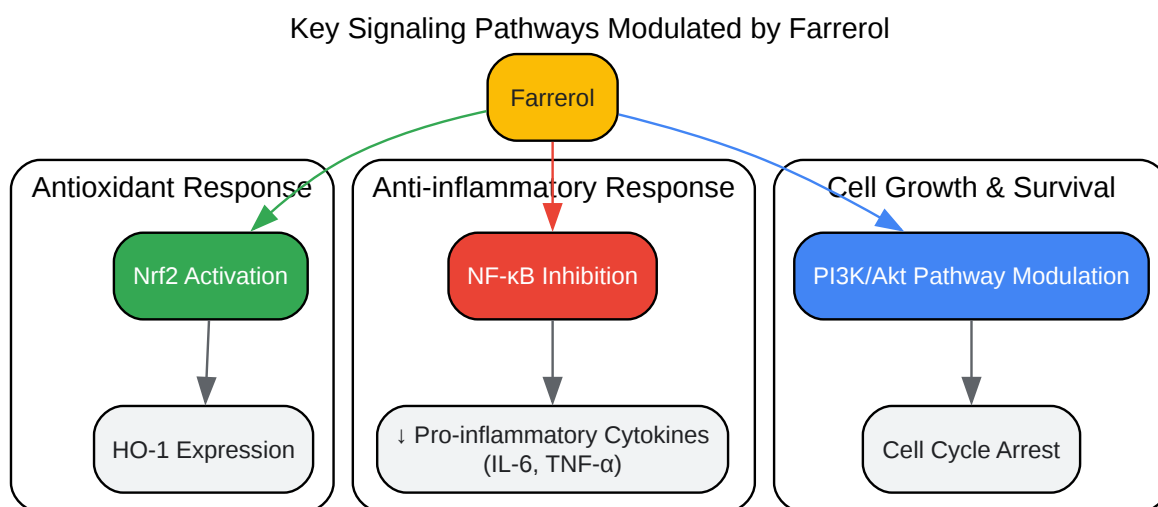 Key Signaling Pathways Modulated by Farrerol
Farrerol
Antioxidant Response
Anti-inflammatory Response
Cell Growth & Survival
Nrf2 Activation
NF-κB Inhibition
PI3K/Akt Pathway Modulation
HO-1 Expression
↓ Pro-inflammatory Cytokines
(IL-6, TNF-α)
Cell Cycle Arrest